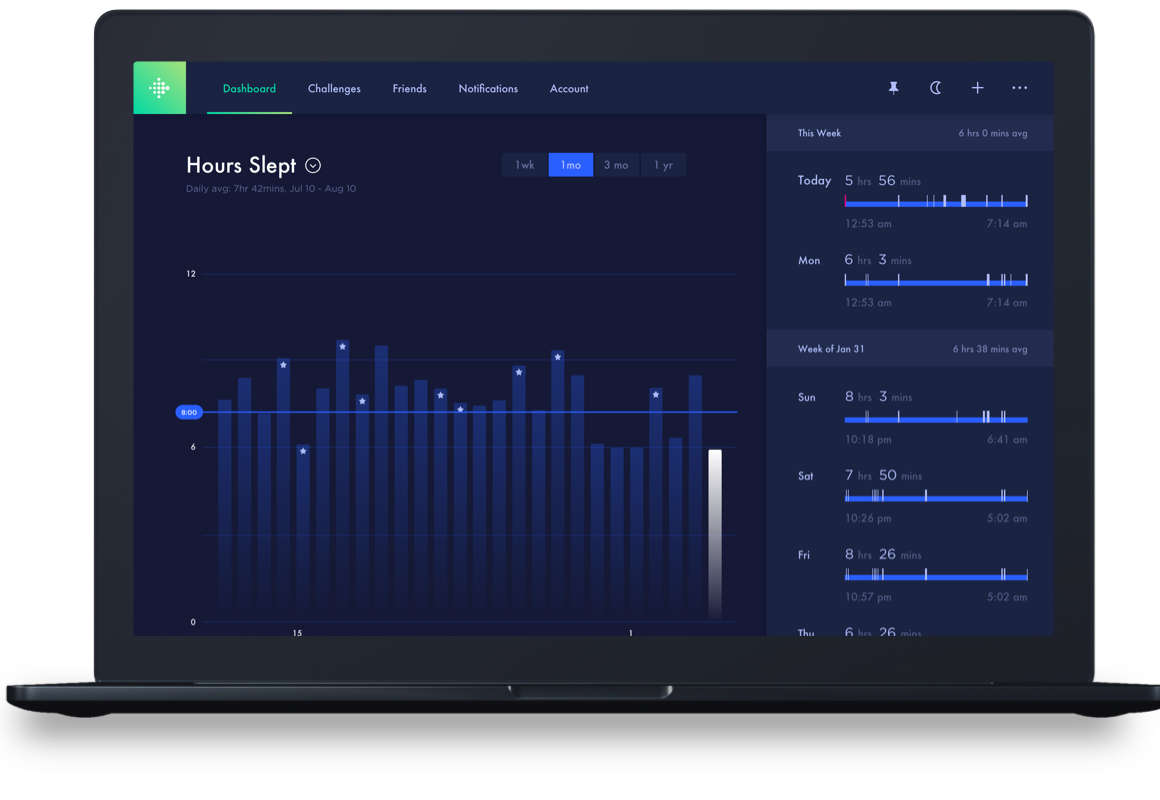 Dashboard Challenges Friends Notifications Account
Hours Slept
Daily avg: 7hr 42mins, Jul 10 - Aug 10
1wk 1mo 3 mo 1 yr
12
8:00
6
0
15 1
This Week 6 hrs 0 mins avg
Today 5 hrs 56 mins
12:53 am 7:14 am
Mon 6 hrs 3 mins
12:53 am 7:14 am
Week of Jan 31 6 hrs 38 mins avg
Sun 8 hrs 3 mins
10:18 pm 6:41 am
Sat 7 hrs 50 mins
10:26 pm 5:02 am
Fri 8 hrs 26 mins
10:57 pm 5:02 am
Thu 6 hrs 26 mins